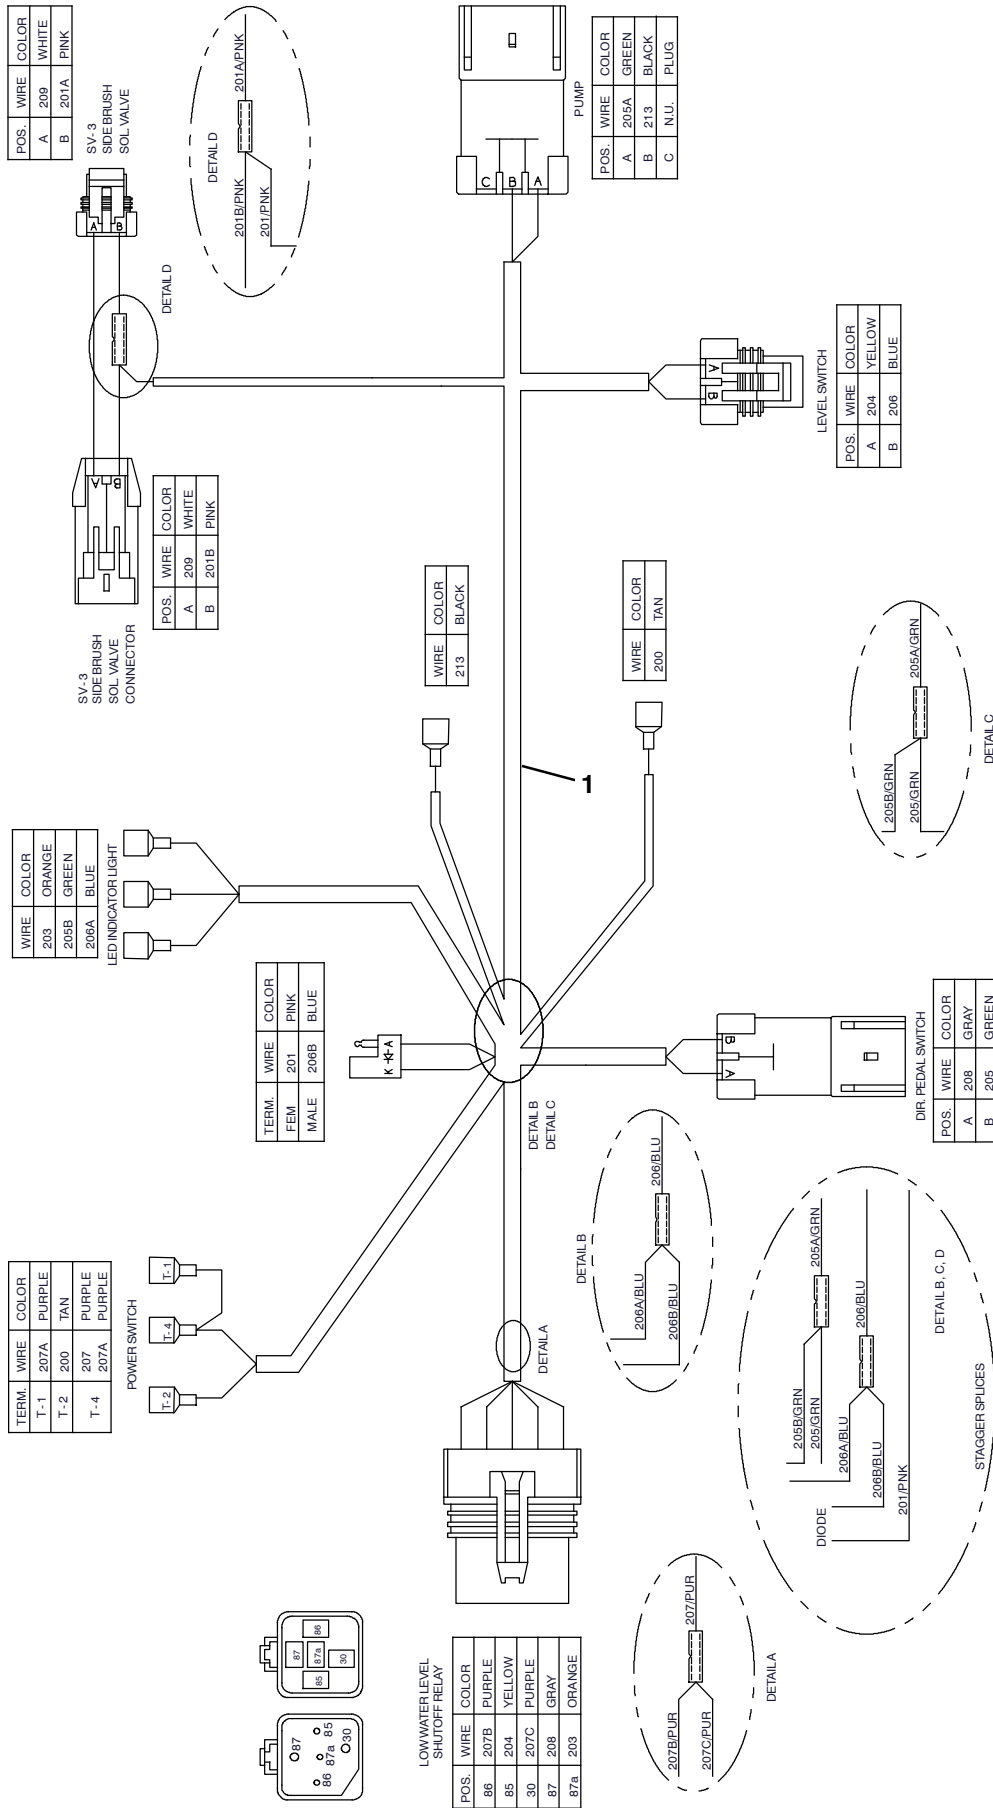 POS. WIRE COLOR
A 209 WHITE
B 201A PINK
SV-3
SIDE BRUSH
SOL VALVE
A
B
DETAIL D
DETAIL D
201A/PNK
201B/PNK
201/PNK
PUMP
C
B
A
POS. WIRE COLOR
A 205A GREEN
B 213 BLACK
C N.U. PLUG
SV-3
SIDE BRUSH
SOL. VALVE
CONNECTOR
A
B
POS. WIRE COLOR
A 209 WHITE
B 201B PINK
LEVEL SWITCH
A
B
POS. WIRE COLOR
A 204 YELLOW
B 206 BLUE
WIRE COLOR
213 BLACK
WIRE COLOR
200 TAN
1
205B/GRN
205/GRN
205A/GRN
DETAIL C
WIRE COLOR
203 ORANGE
205B GREEN
206A BLUE
LED INDICATOR LIGHT
TERM. WIRE COLOR
FEM 201 PINK
MALE 206B BLUE
K
A
DETAIL B
DETAIL C
DIR. PEDAL SWITCH
A
B
POS. WIRE COLOR
A 208 GRAY
B 205 GREEN
TERM. WIRE COLOR
T-1 207A PURPLE
T-2 200 TAN
T-4 207 PURPLE
207A PURPLE
POWER SWITCH
T-1
T-4
T-2
DETAIL A
DETAIL B
206A/BLU
206B/BLU
206/BLU
205B/GRN
205/GRN
205A/GRN
206A/BLU
206B/BLU
206/BLU
DIODE
201/PNK
DETAIL B, C, D
STAGGER SPLICES
87
86
87a
85
30
87
86
87a
85
30
LOW WATER LEVEL
SHUTOFF RELAY
POS. WIRE COLOR
86 207B PURPLE
85 204 YELLOW
30 207C PURPLE
87 208 GRAY
87a 203 ORANGE
207B/PUR
207C/PUR
207/PUR
DETAIL A